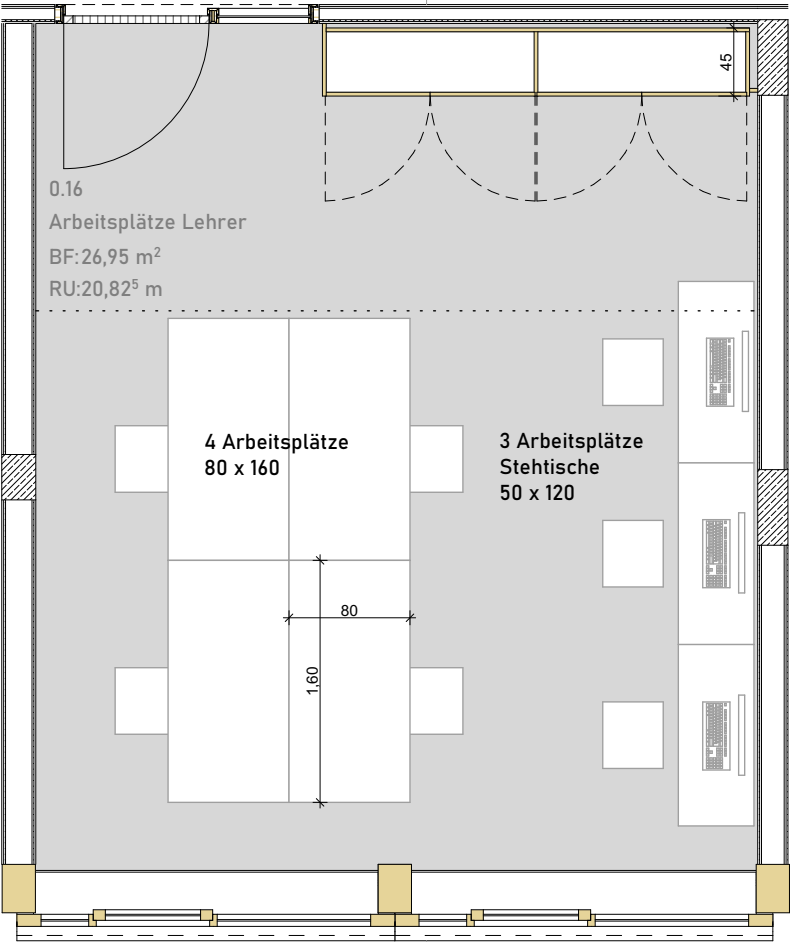 45
0.16
Arbeitsplätze Lehrer
BF:26,95 m²
RU:20,82⁵ m
4 Arbeitsplätze
80 x 160
3 Arbeitsplätze
Stehtische
50 x 120
80
1,60